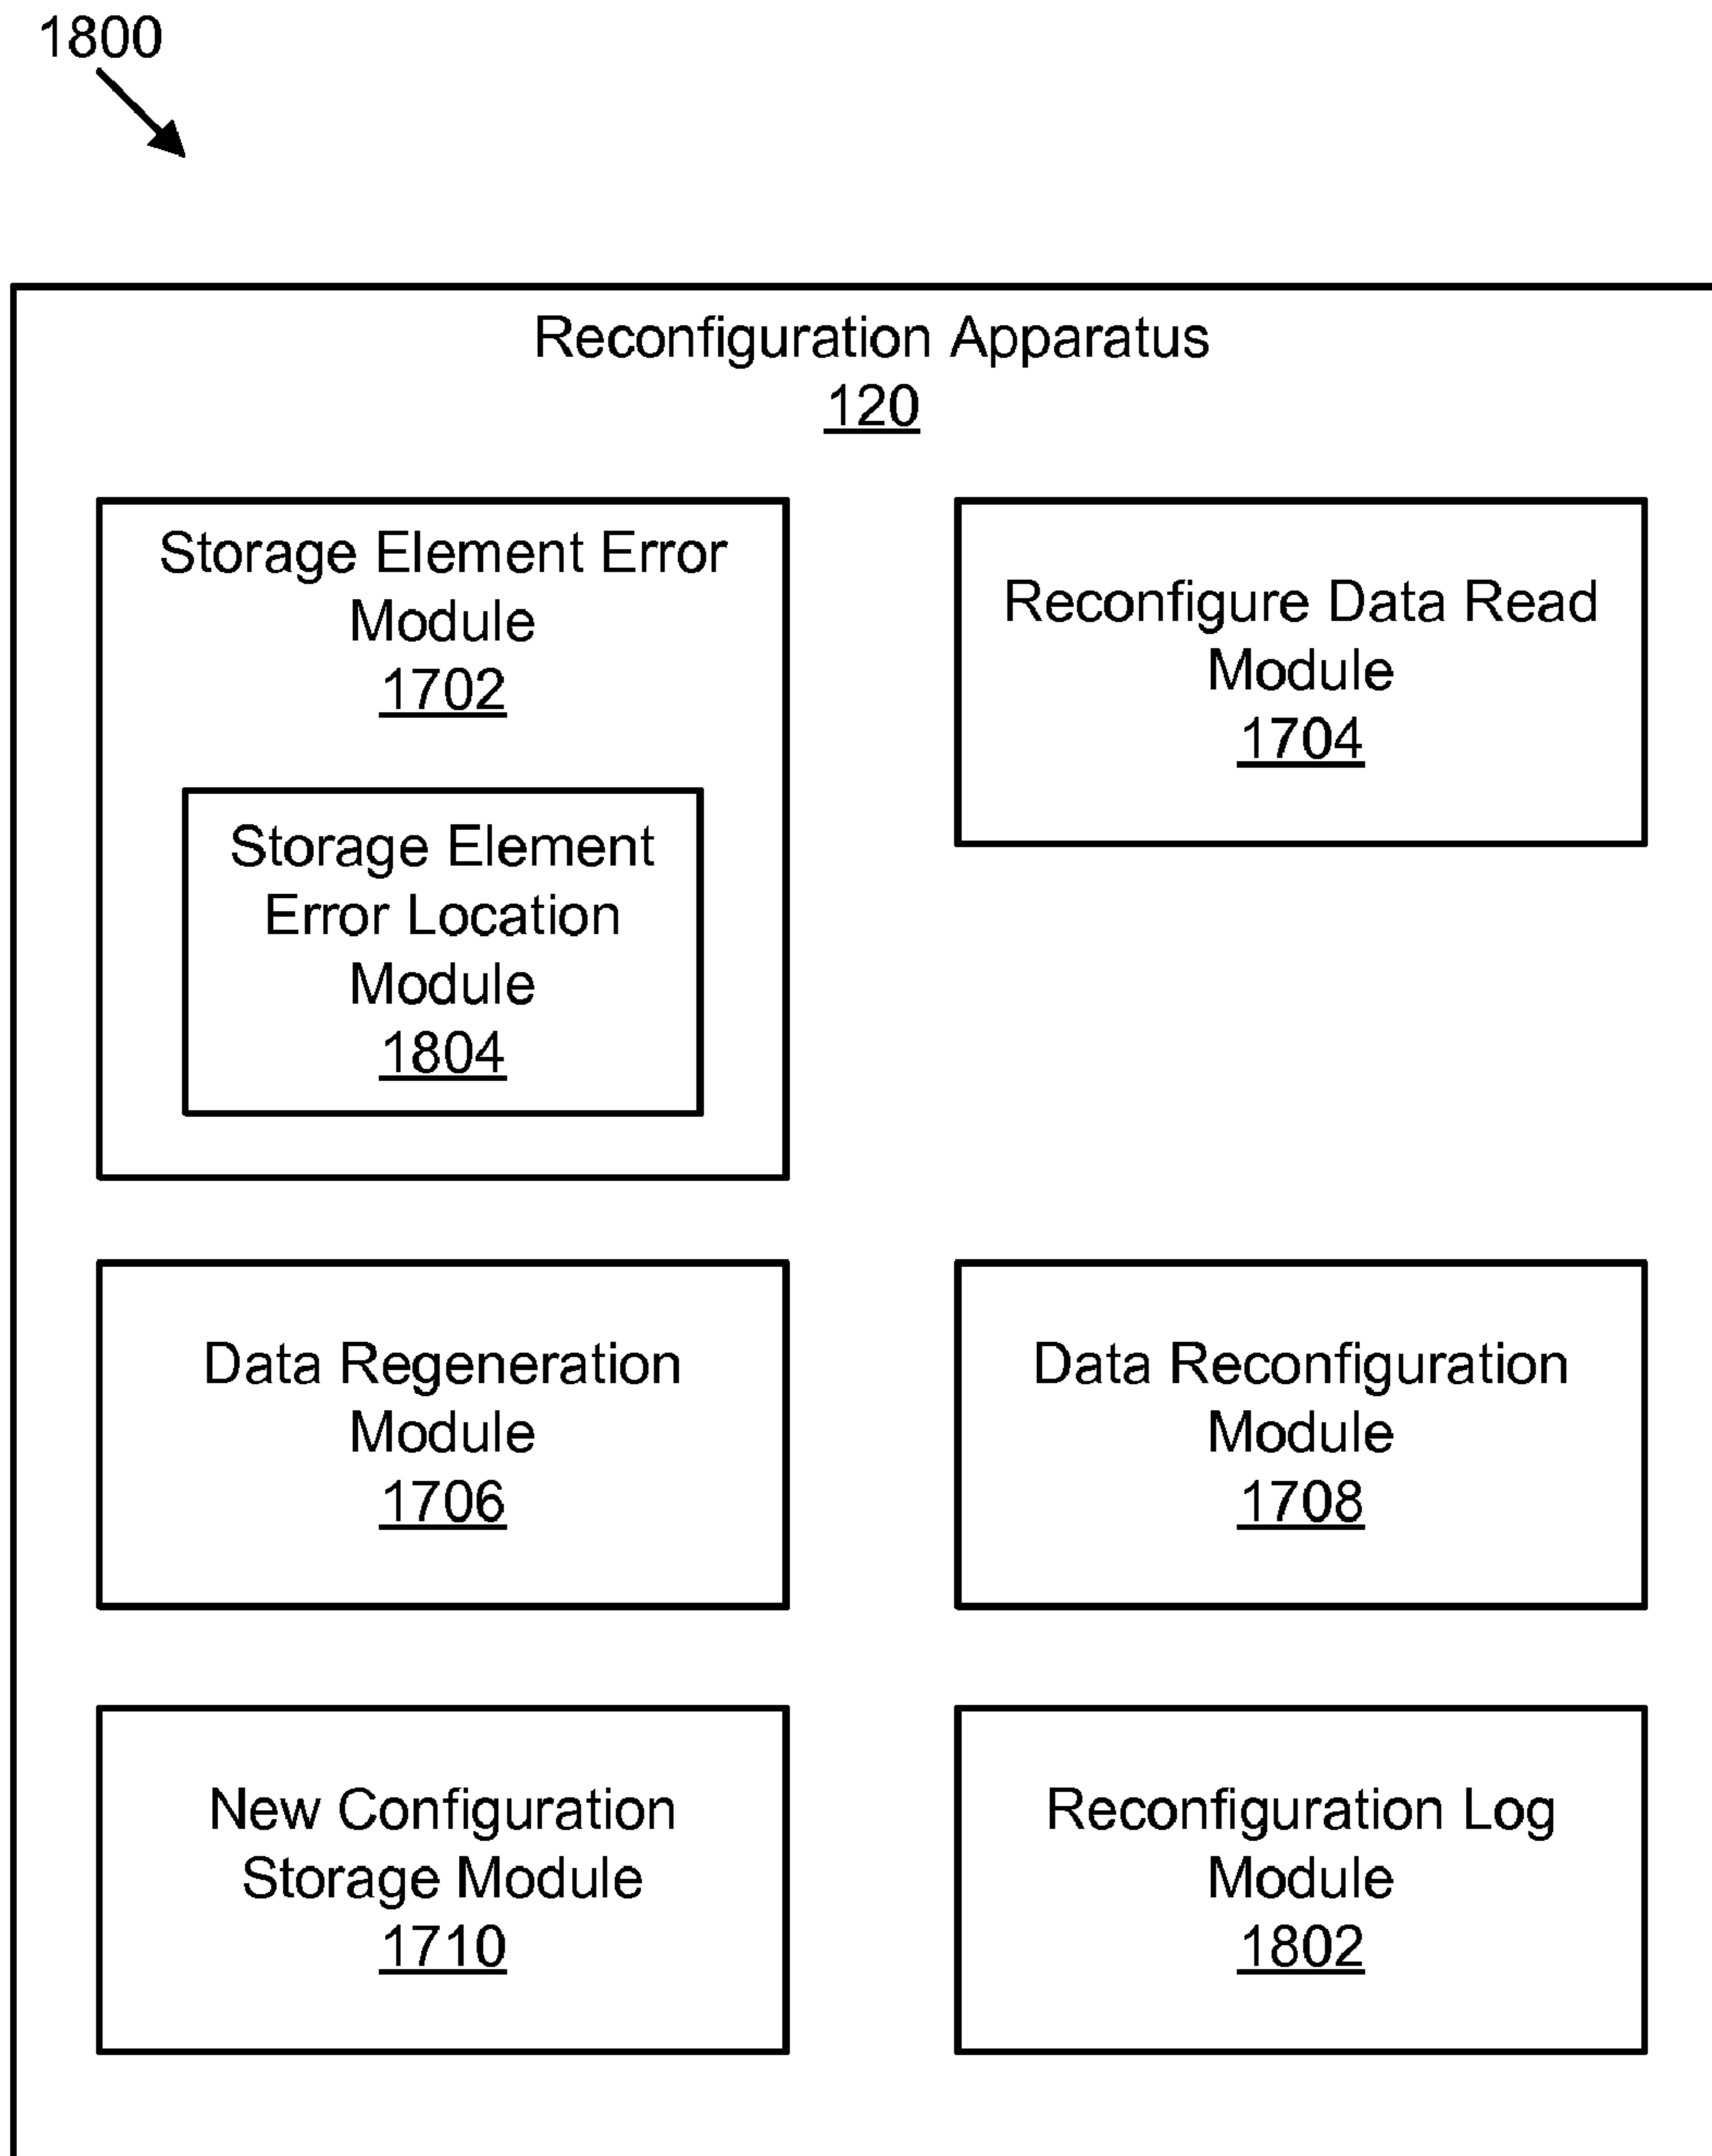 1800
Reconfiguration Apparatus
120
Storage Element Error
Module
1702
Storage Element
Error Location
Module
1804
Reconfigure Data Read
Module
1704
Data Regeneration
Module
1706
Data Reconfiguration
Module
1708
New Configuration
Storage Module
1710
Reconfiguration Log
Module
1802